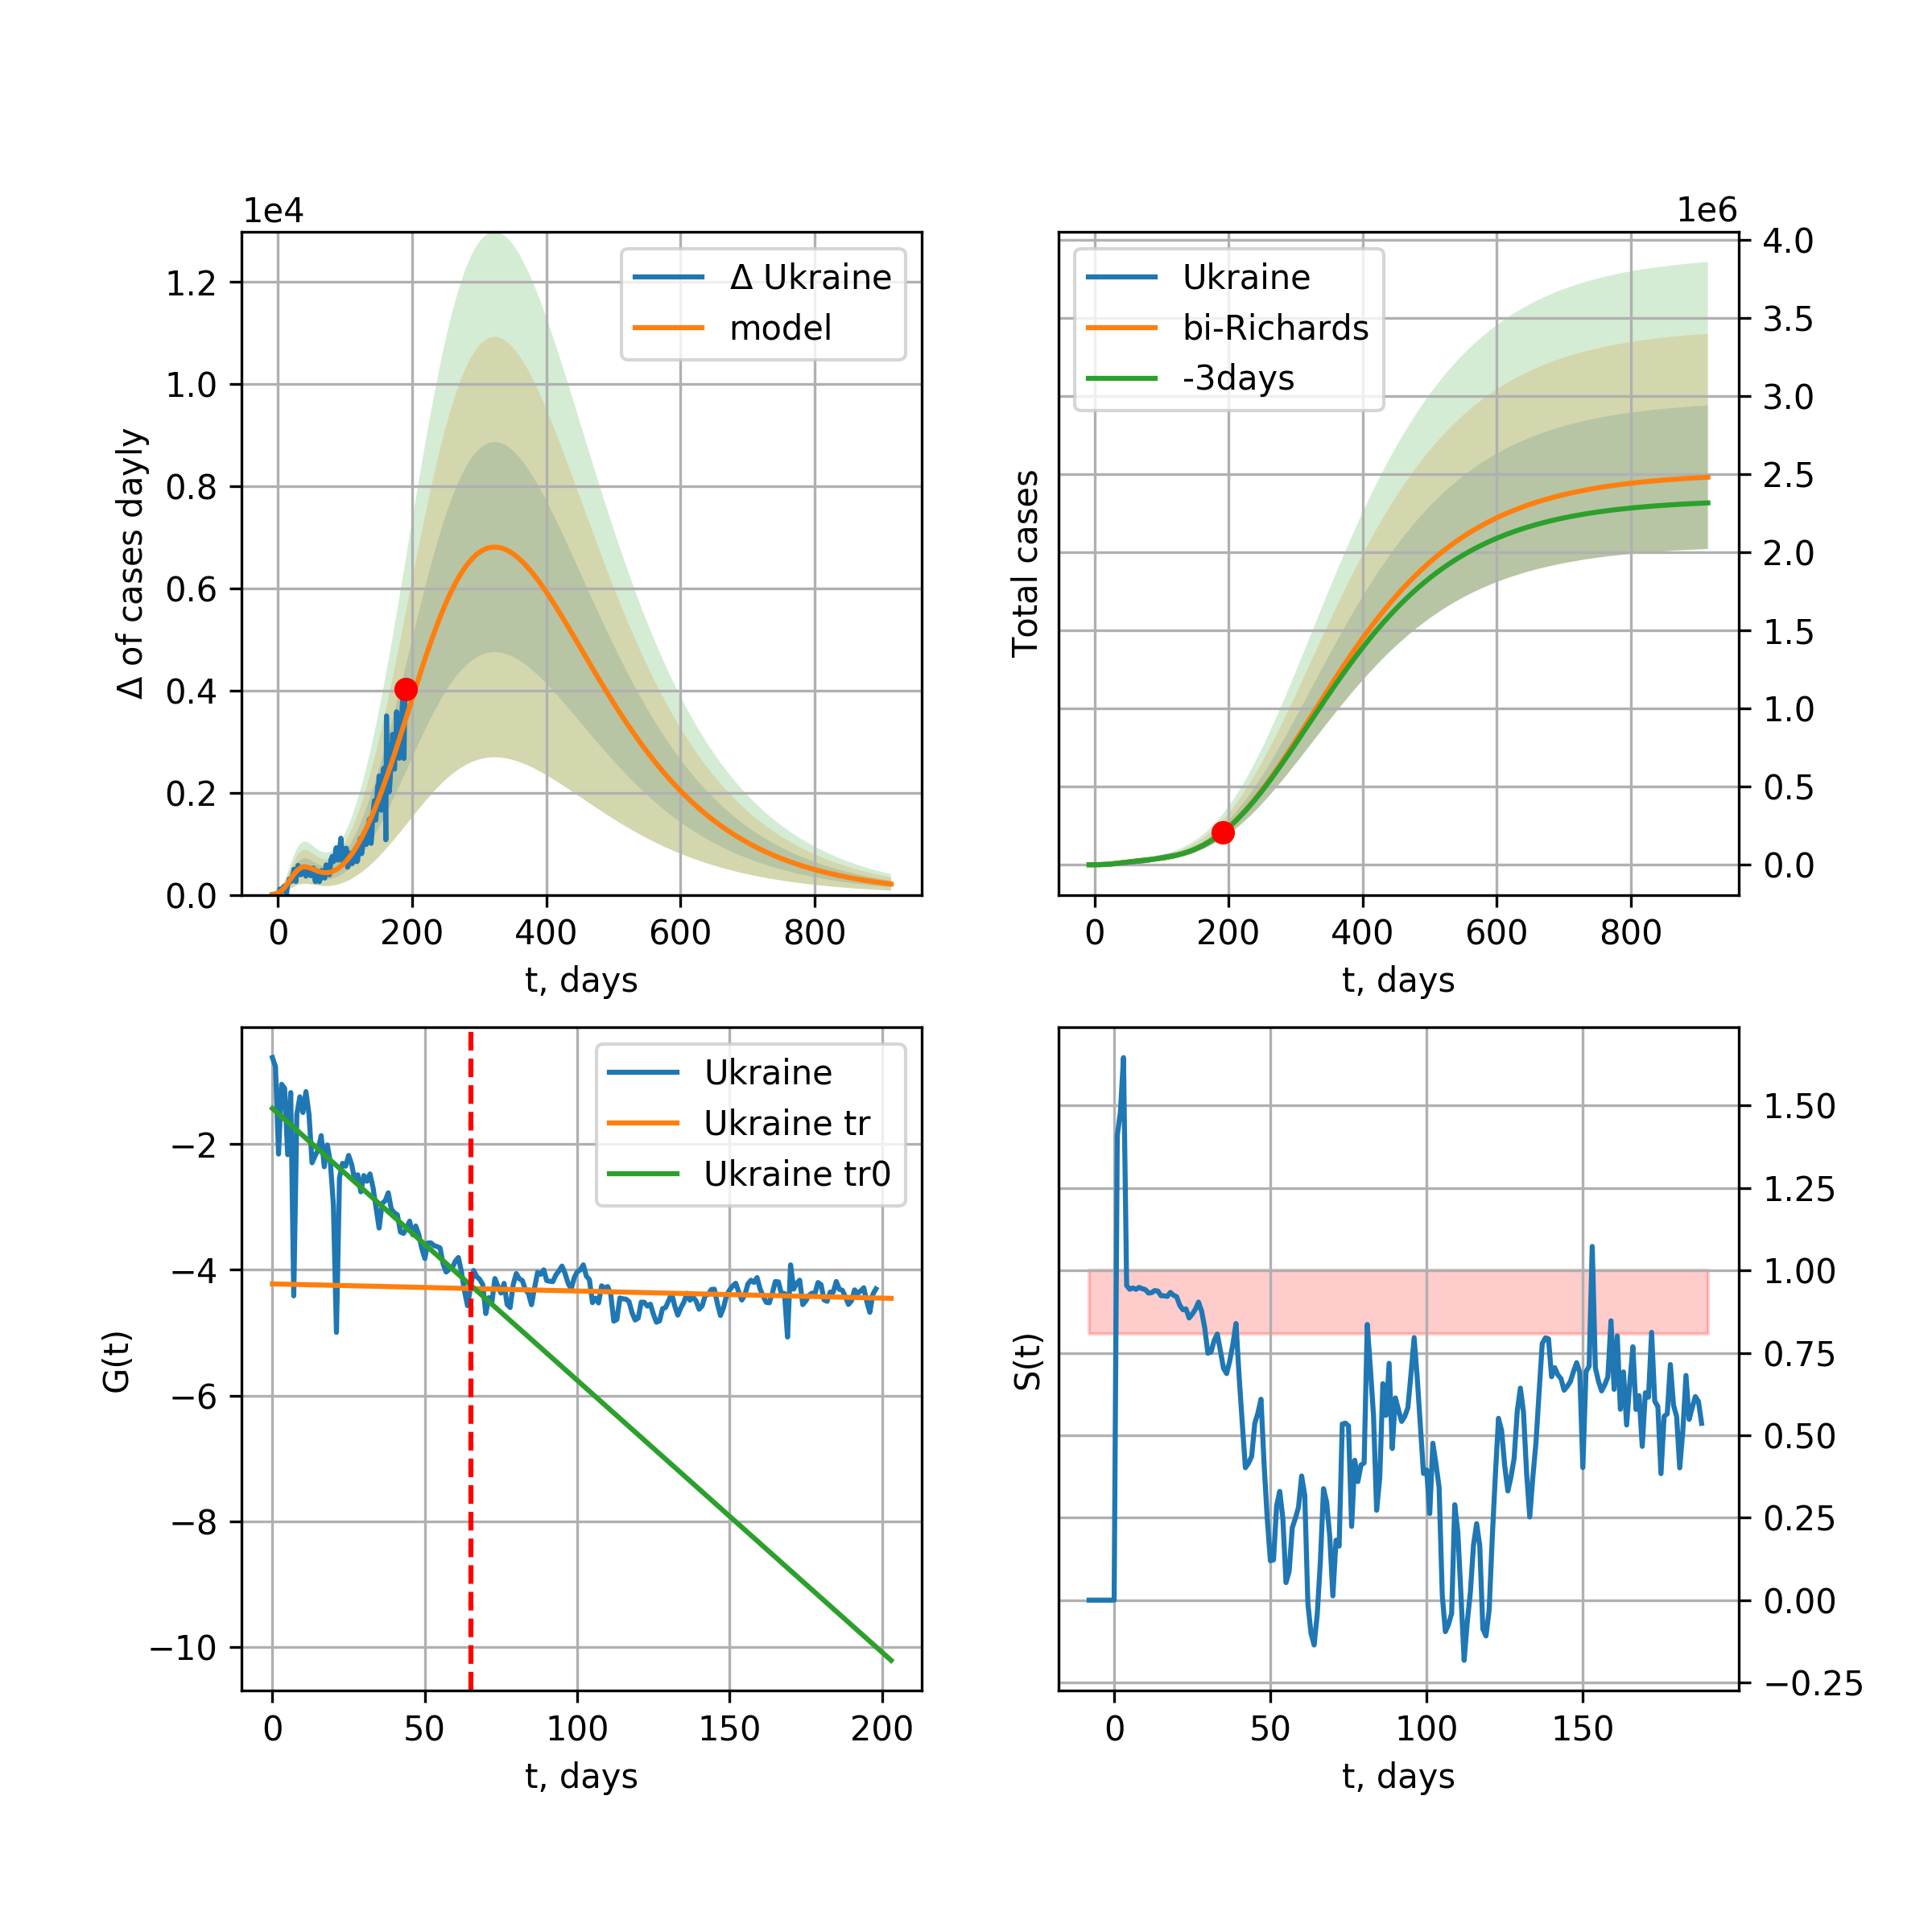 1e4
Δ of cases dayly
1.2
1.0
0.8
0.6
0.4
0.2
0.0
Δ Ukraine
model
0 200 400 600 800
t, days
1e6
Total cases
4.0
3.5
3.0
2.5
2.0
1.5
1.0
0.5
0.0
Ukraine
bi-Richards
-3days
0 200 400 600 800
t, days
G(t)
−2
−4
−6
−8
−10
Ukraine
Ukraine tr
Ukraine tr0
0 50 100 150 200
t, days
S(t)
1.50
1.25
1.00
0.75
0.50
0.25
0.00
−0.25
0 50 100 150
t, days